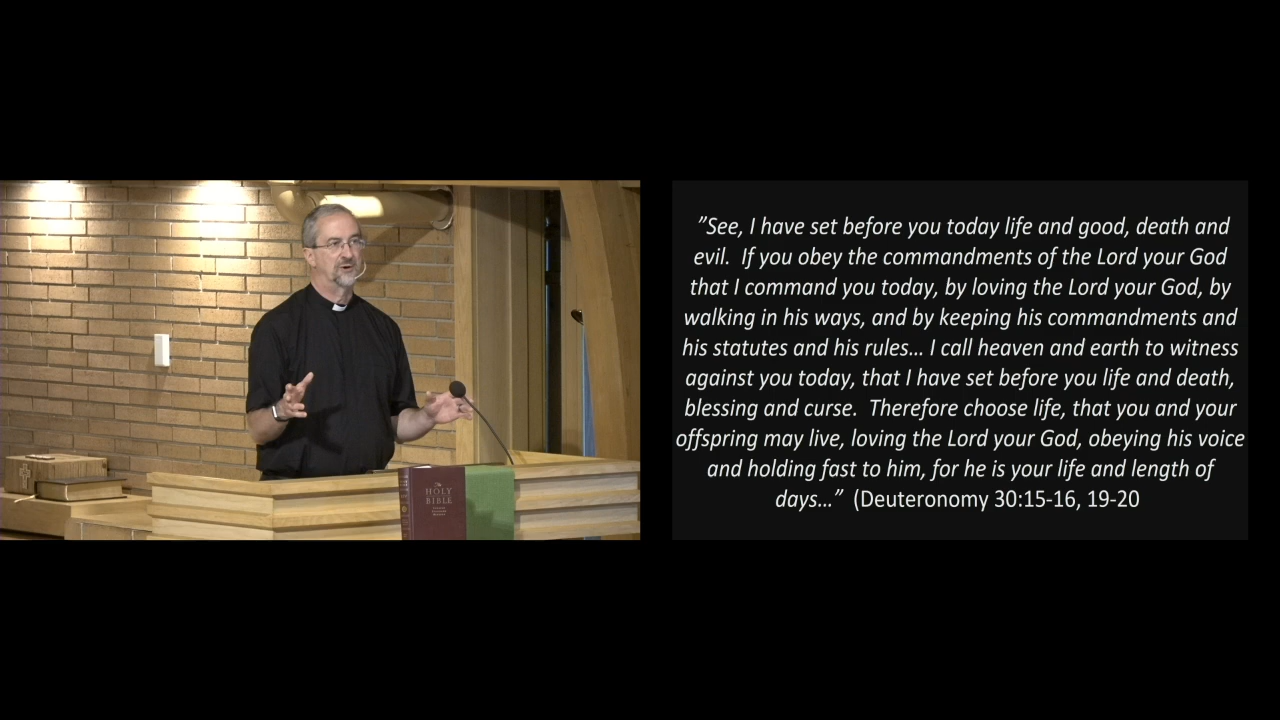 HOLY
BIBLE
”See, I have set before you today life and good, death and
evil.  If you obey the commandments of the Lord your God
that I command you today, by loving the Lord your God, by
walking in his ways, and by keeping his commandments and
his statutes and his rules… I call heaven and earth to witness
against you today, that I have set before you life and death,
blessing and curse.  Therefore choose life, that you and your
offspring may live, loving the Lord your God, obeying his voice
and holding fast to him, for he is your life and length of
days…”  (Deuteronomy 30:15-16, 19-20